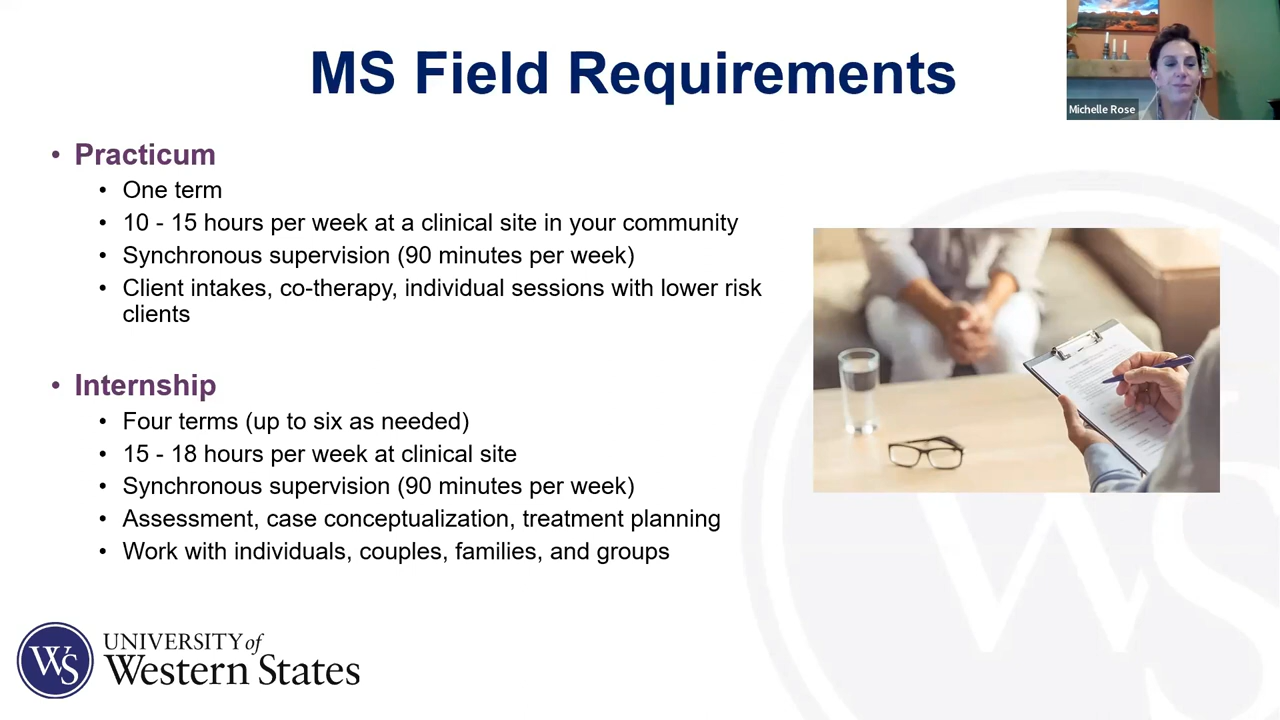 MS Field Requirements
Michelle Rose
• Practicum
• One term
• 10 - 15 hours per week at a clinical site in your community
• Synchronous supervision (90 minutes per week)
• Client intakes, co-therapy, individual sessions with lower risk
clients
• Internship
• Four terms (up to six as needed)
• 15 - 18 hours per week at clinical site
• Synchronous supervision (90 minutes per week)
• Assessment, case conceptualization, treatment planning
• Work with individuals, couples, families, and groups
WS
UNIVERSITY of
Western States